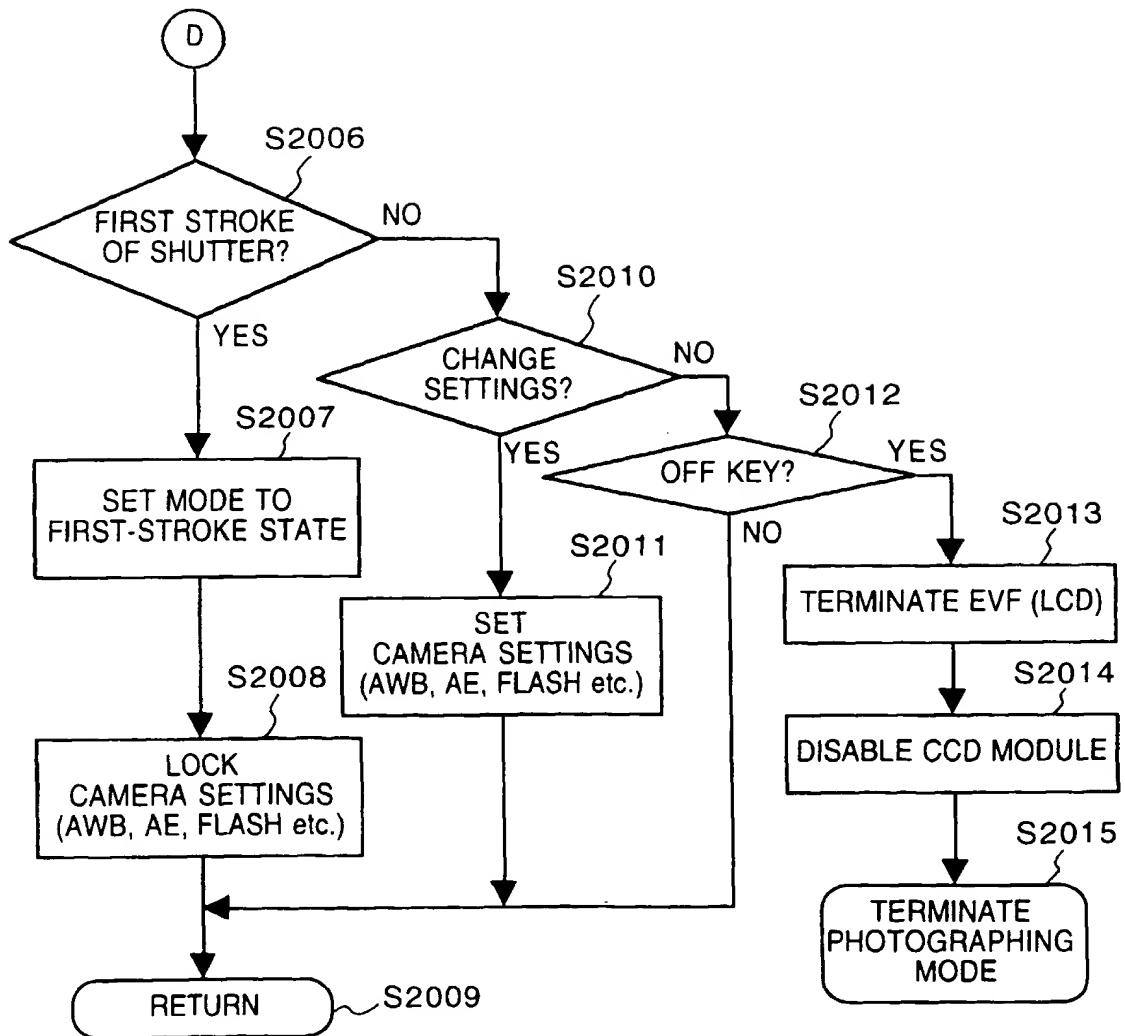 D
S2006
FIRST STROKE
OF SHUTTER?
NO
YES
S2010
CHANGE
SETTINGS?
NO
YES
S2012
OFF KEY?
YES
NO
S2007
SET MODE TO
FIRST-STROKE STATE
S2011
SET
CAMERA SETTINGS
(AWB, AE, FLASH etc.)
S2013
TERMINATE EVF (LCD)
S2008
LOCK
CAMERA SETTINGS
(AWB, AE, FLASH etc.)
S2014
DISABLE CCD MODULE
S2015
TERMINATE
PHOTOGRAPHING
MODE
RETURN
S2009